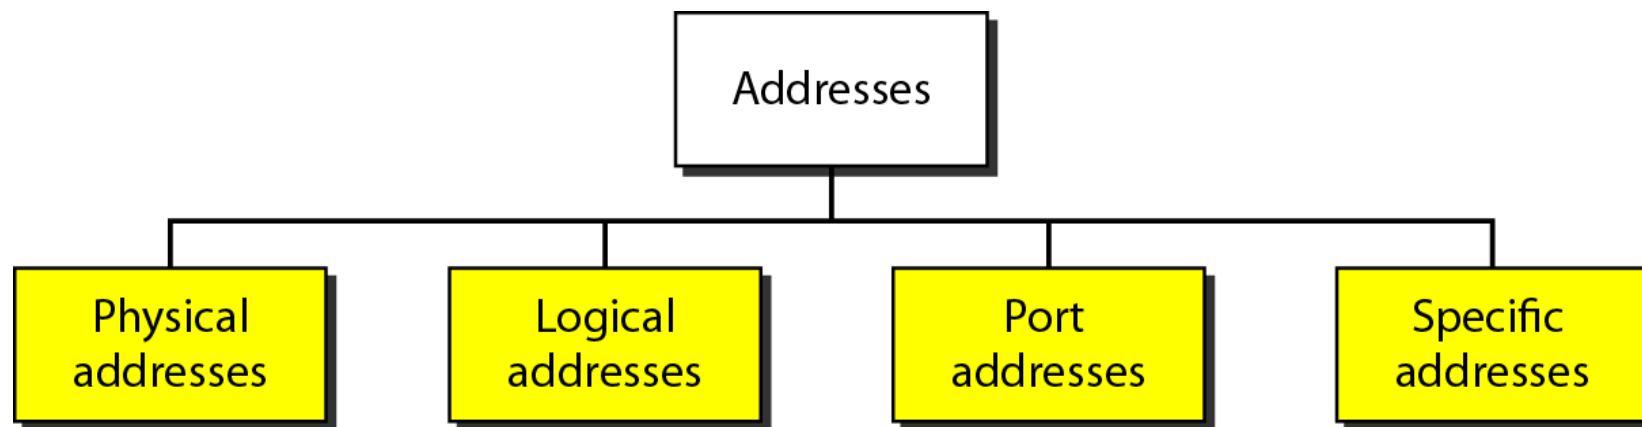 Addresses
Physical
addresses
Logical
addresses
Port
addresses
Specific
addresses